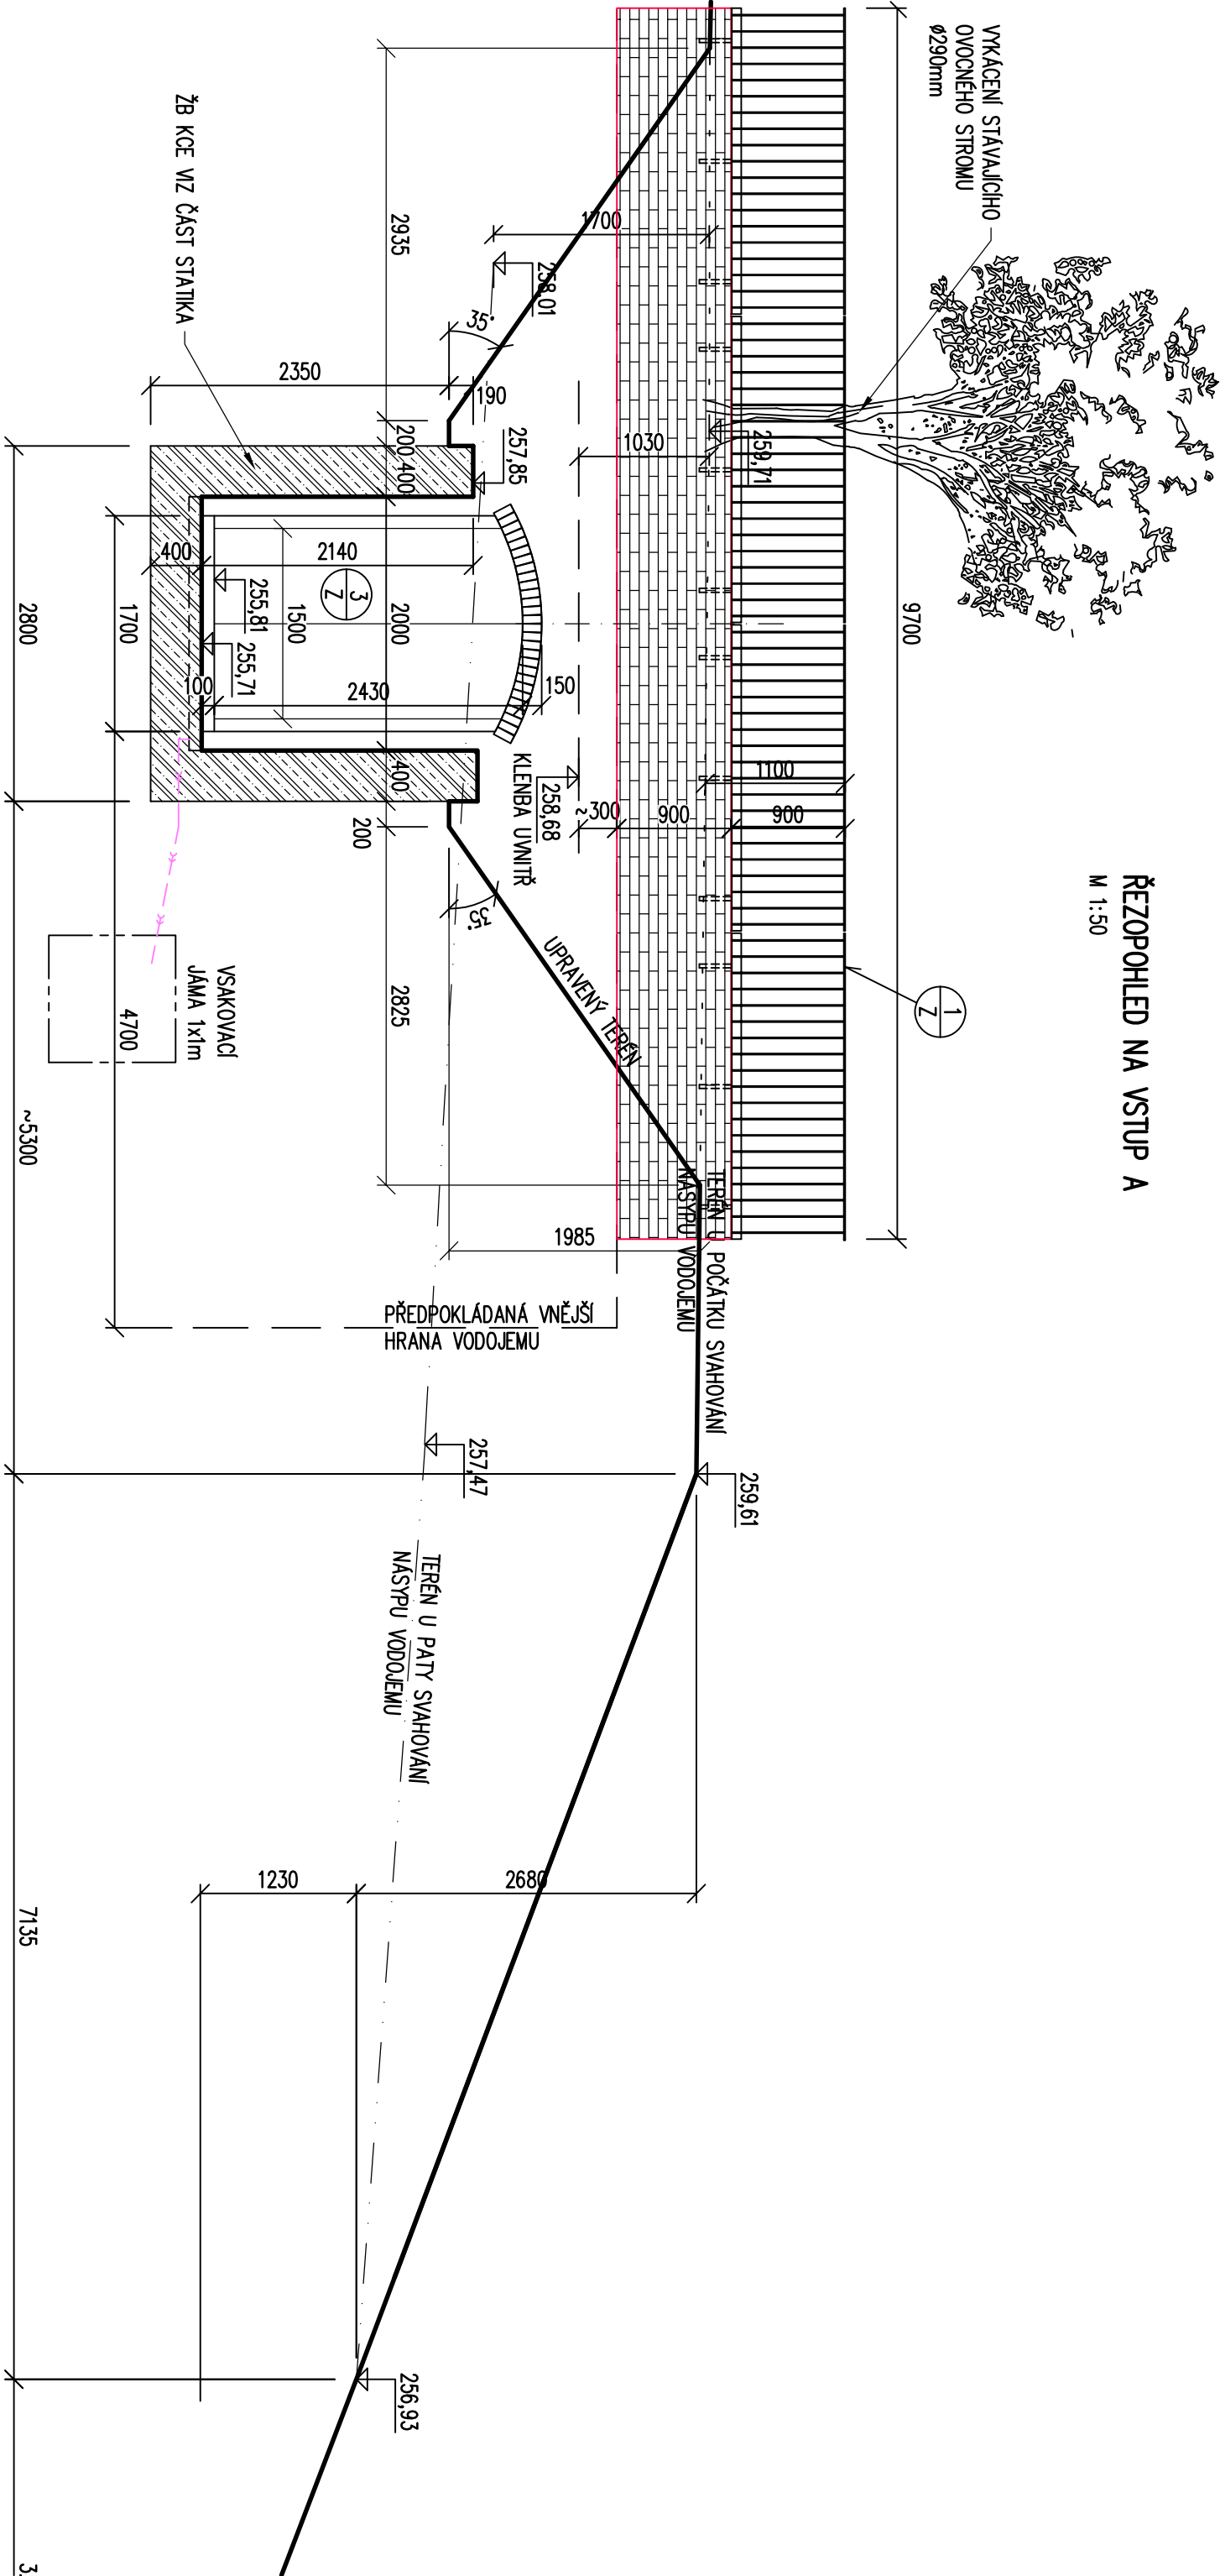 ŘEZOPOHLED NA VSTUP A
M 1:50
VYKÁCENÍ STÁVAJÍCÍHO
OVOCNÉHO STROMU
ø290mm
9700
1
Z
259,71
1100
900
900
~300
1030
1700
258,01
2935
35°
190
200
400
257,85
ŽB KCE VIZ ČÁST STATIKA
2350
400
2140
3
Z
2000
1500
255,81
255,71
100
2430
150
KLENBA UVNITŘ
258,68
400
200
35°
UPRAVENÝ TERÉN
2825
1985
TERÉN U POČÁTKU SVAHOVÁNÍ
NÁSYPU VODOJEMU
PŘEDPOKLÁDANÁ VNĚJŠÍ
HRANA VODOJEMU
VSAKOVACÍ
JÁMA 1x1m
1700
4700
2800
~5300
7135
259,61
257,47
TERÉN U PATY SVAHOVÁNÍ
NÁSYPU VODOJEMU
1230
2680
256,93